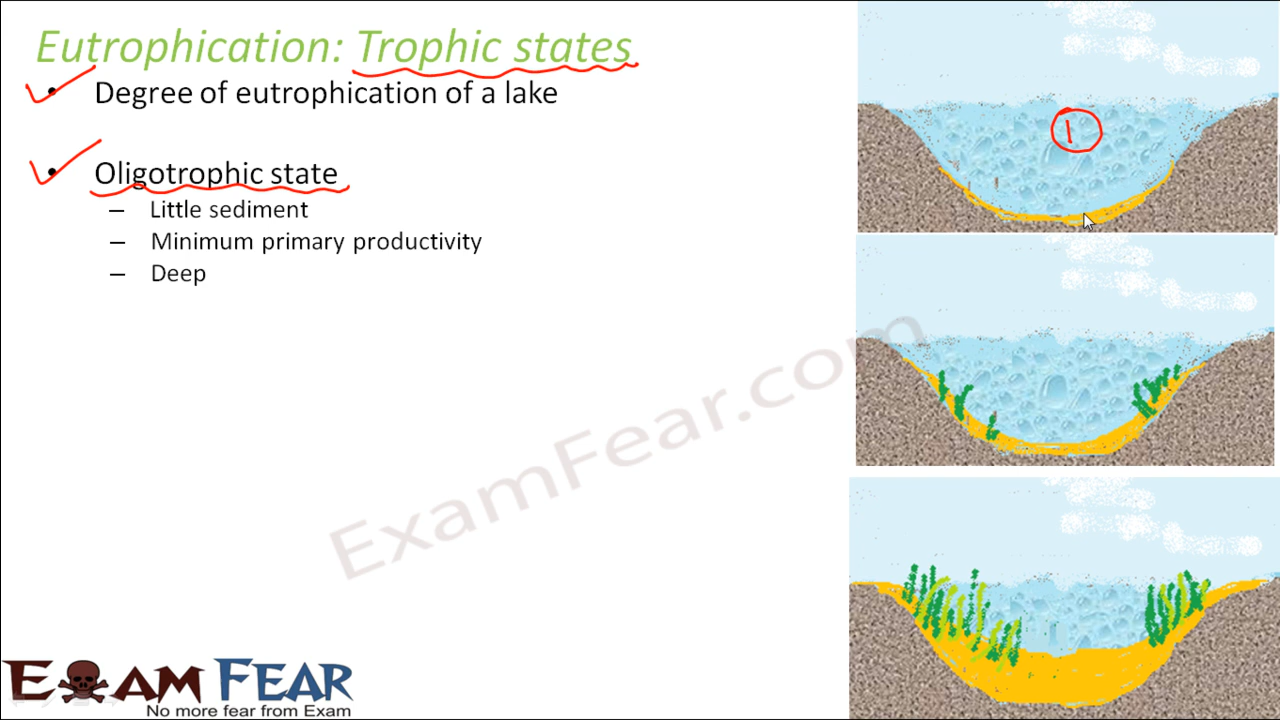 Eutrophication: Trophic states
• Degree of eutrophication of a lake
• Oligotrophic state
– Little sediment
– Minimum primary productivity
– Deep
1
ExamFear.com
EXAM FEAR
No more fear from Exam